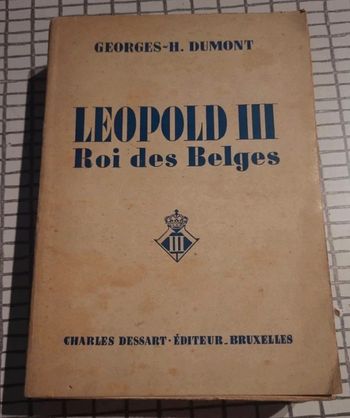 GEORGES-H. DUMONT
LEOPOLD III
Roi des Belges
III
CHARLES DESSART · ÉDITEUR - BRUXELLES